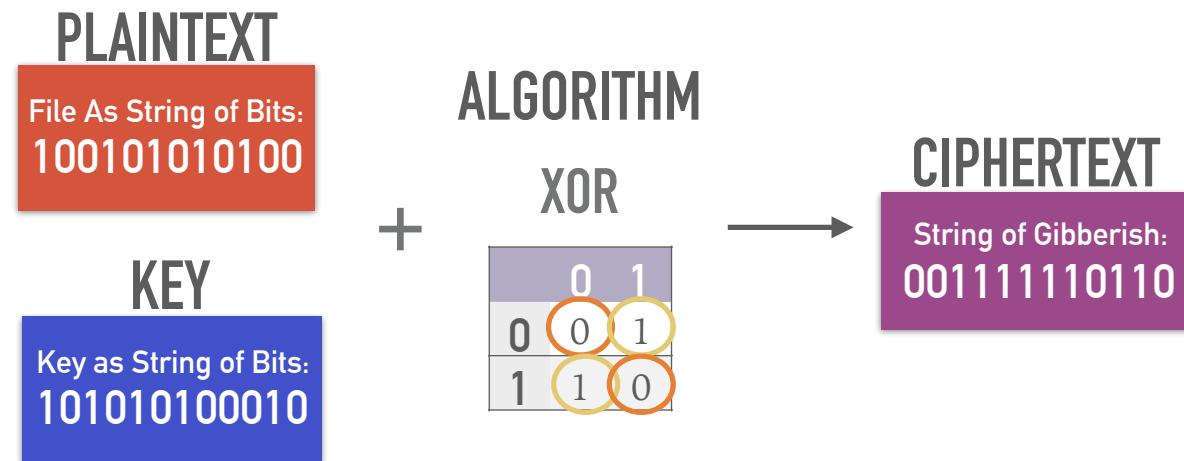 PLAINTEXT
File As String of Bits:
100101010100
KEY
Key as String of Bits:
101010100010
+
ALGORITHM
XOR
0 1
0 0 1
1 1 0
CIPHERTEXT
String of Gibberish:
001111110110